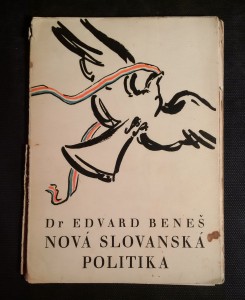 Dr EDVARD BENEŠ
NOVÁ SLOVANSKÁ
POLITIKA